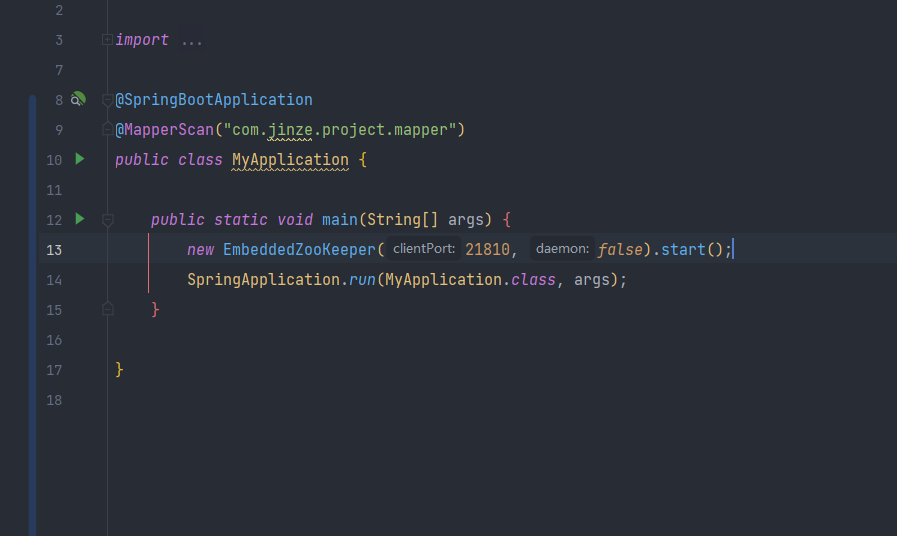 2
3 import ...
7
8 @SpringBootApplication
9 @MapperScan("com.jinze.project.mapper")
10 public class MyApplication {
11
12 public static void main(String[] args) {
13 new EmbeddedZooKeeper( clientPort: 21810, daemon: false).start();
14 SpringApplication.run(MyApplication.class, args);
15 }
16
17 }
18